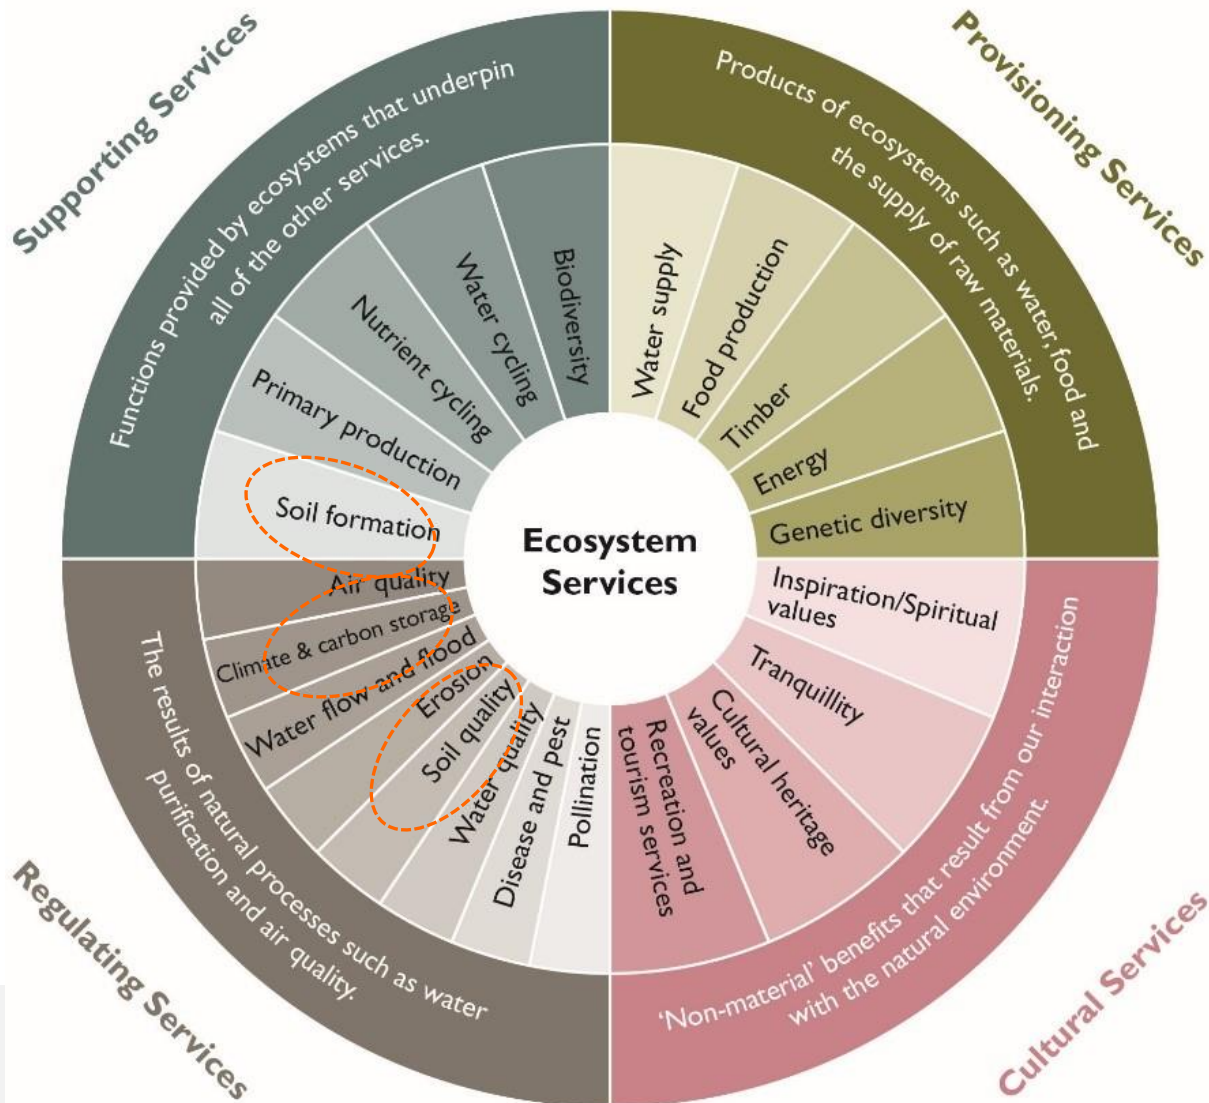 Supporting Services
Functions provided by ecosystems that underpin
all of the other services.
Biodiversity
Water cycling
Nutrient cycling
Primary production
Soil formation
Provisioning Services
Products of ecosystems such as water, food and
the supply of raw materials.
Water supply
Food production
Timber
Energy
Genetic diversity
Ecosystem
Services
Regulating Services
The results of natural processes such as water
purification and air quality.
Air quality
Climate & carbon storage
Water flow and flood
Erosion
Soil quality
Water quality
Disease and pest
Pollination
Cultural Services
‘Non-material’ benefits that result from our interaction
with the natural environment.
Inspiration/Spiritual
values
Tranquillity
Cultural heritage
values
Recreation and
tourism services